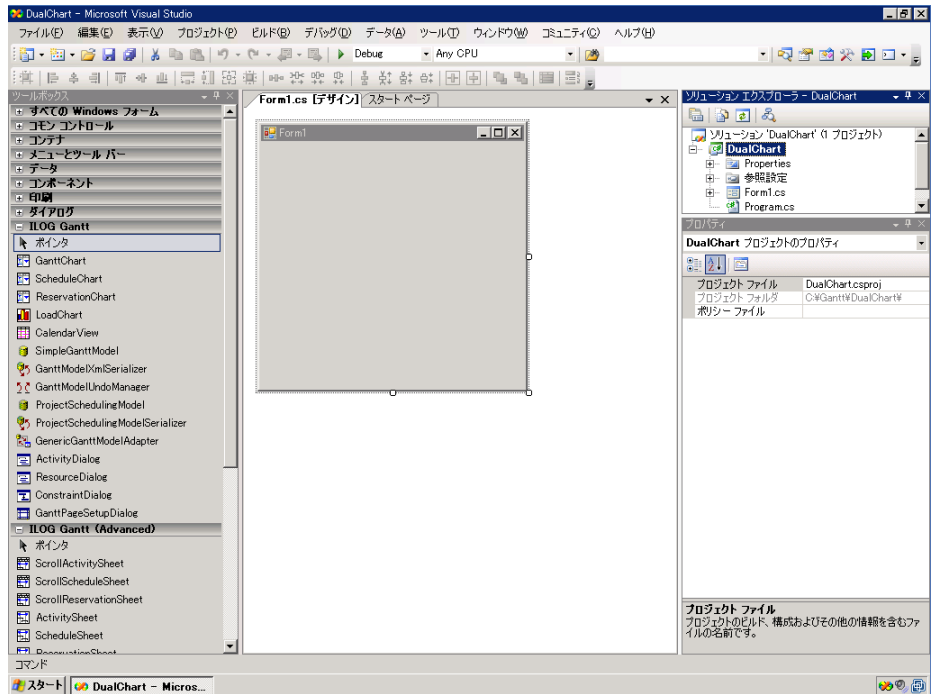 DualChart - Microsoft Visual Studio
ファイル(F) 編集(E) 表示(V) プロジェクト(P) ビルド(B) デバッグ(D) データ(A) ツール(T) ウィンドウ(W) コミュニティ(C) ヘルプ(H)
Debug Any CPU
ツールボックス
すべての Windows フォーム
コモン コントロール
コンテナ
メニューとツール バー
データ
コンポーネント
印刷
ダイアログ
ILOG Gantt
ポインタ
GanttChart
ScheduleChart
ReservationChart
LoadChart
CalendarView
SimpleGanttModel
GanttModelXmlSerializer
GanttModelUndoManager
ProjectSchedulingModel
ProjectSchedulingModelSerializer
GenericGanttModelAdapter
ActivityDialog
ResourceDialog
ConstraintDialog
GanttPageSetupDialog
ILOG Gantt (Advanced)
ポインタ
ScrollActivitySheet
ScrollScheduleSheet
ScrollReservationSheet
ActivitySheet
ScheduleSheet
ReservationSheet
Form1.cs [デザイン] スタート ページ
Form1
ソリューション エクスプローラ - DualChart
ソリューション 'DualChart' (1 プロジェクト)
DualChart
Properties
参照設定
Form1.cs
Program.cs
プロパティ
DualChart プロジェクトのプロパティ
プロジェクト ファイル DualChart.csproj
プロジェクト フォルダ C:¥Gantt¥DualChart¥
ポリシー ファイル
プロジェクト ファイル
プロジェクトのビルド、構成およびその他の情報を含むファ
イルの名前です。
コマンド
スタート DualChart - Micros...